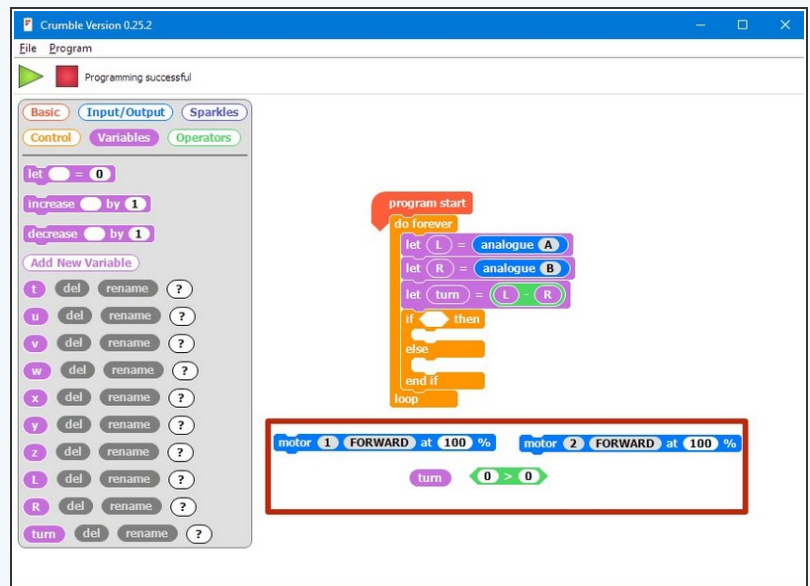 Crumble Version 0.25.2
File Program
Programming successful
Basic Input/Output Sparkles
Control Variables Operators
let = 0
increase by 1
decrease by 1
Add New Variable
t del rename ?
u del rename ?
v del rename ?
w del rename ?
x del rename ?
y del rename ?
z del rename ?
L del rename ?
R del rename ?
turn del rename ?
program start
do forever
let L = analogue A
let R = analogue B
let turn = L - R
if then
else
end if
loop
motor 1 FORWARD at 100 % motor 2 FORWARD at 100 %
turn 0 > 0